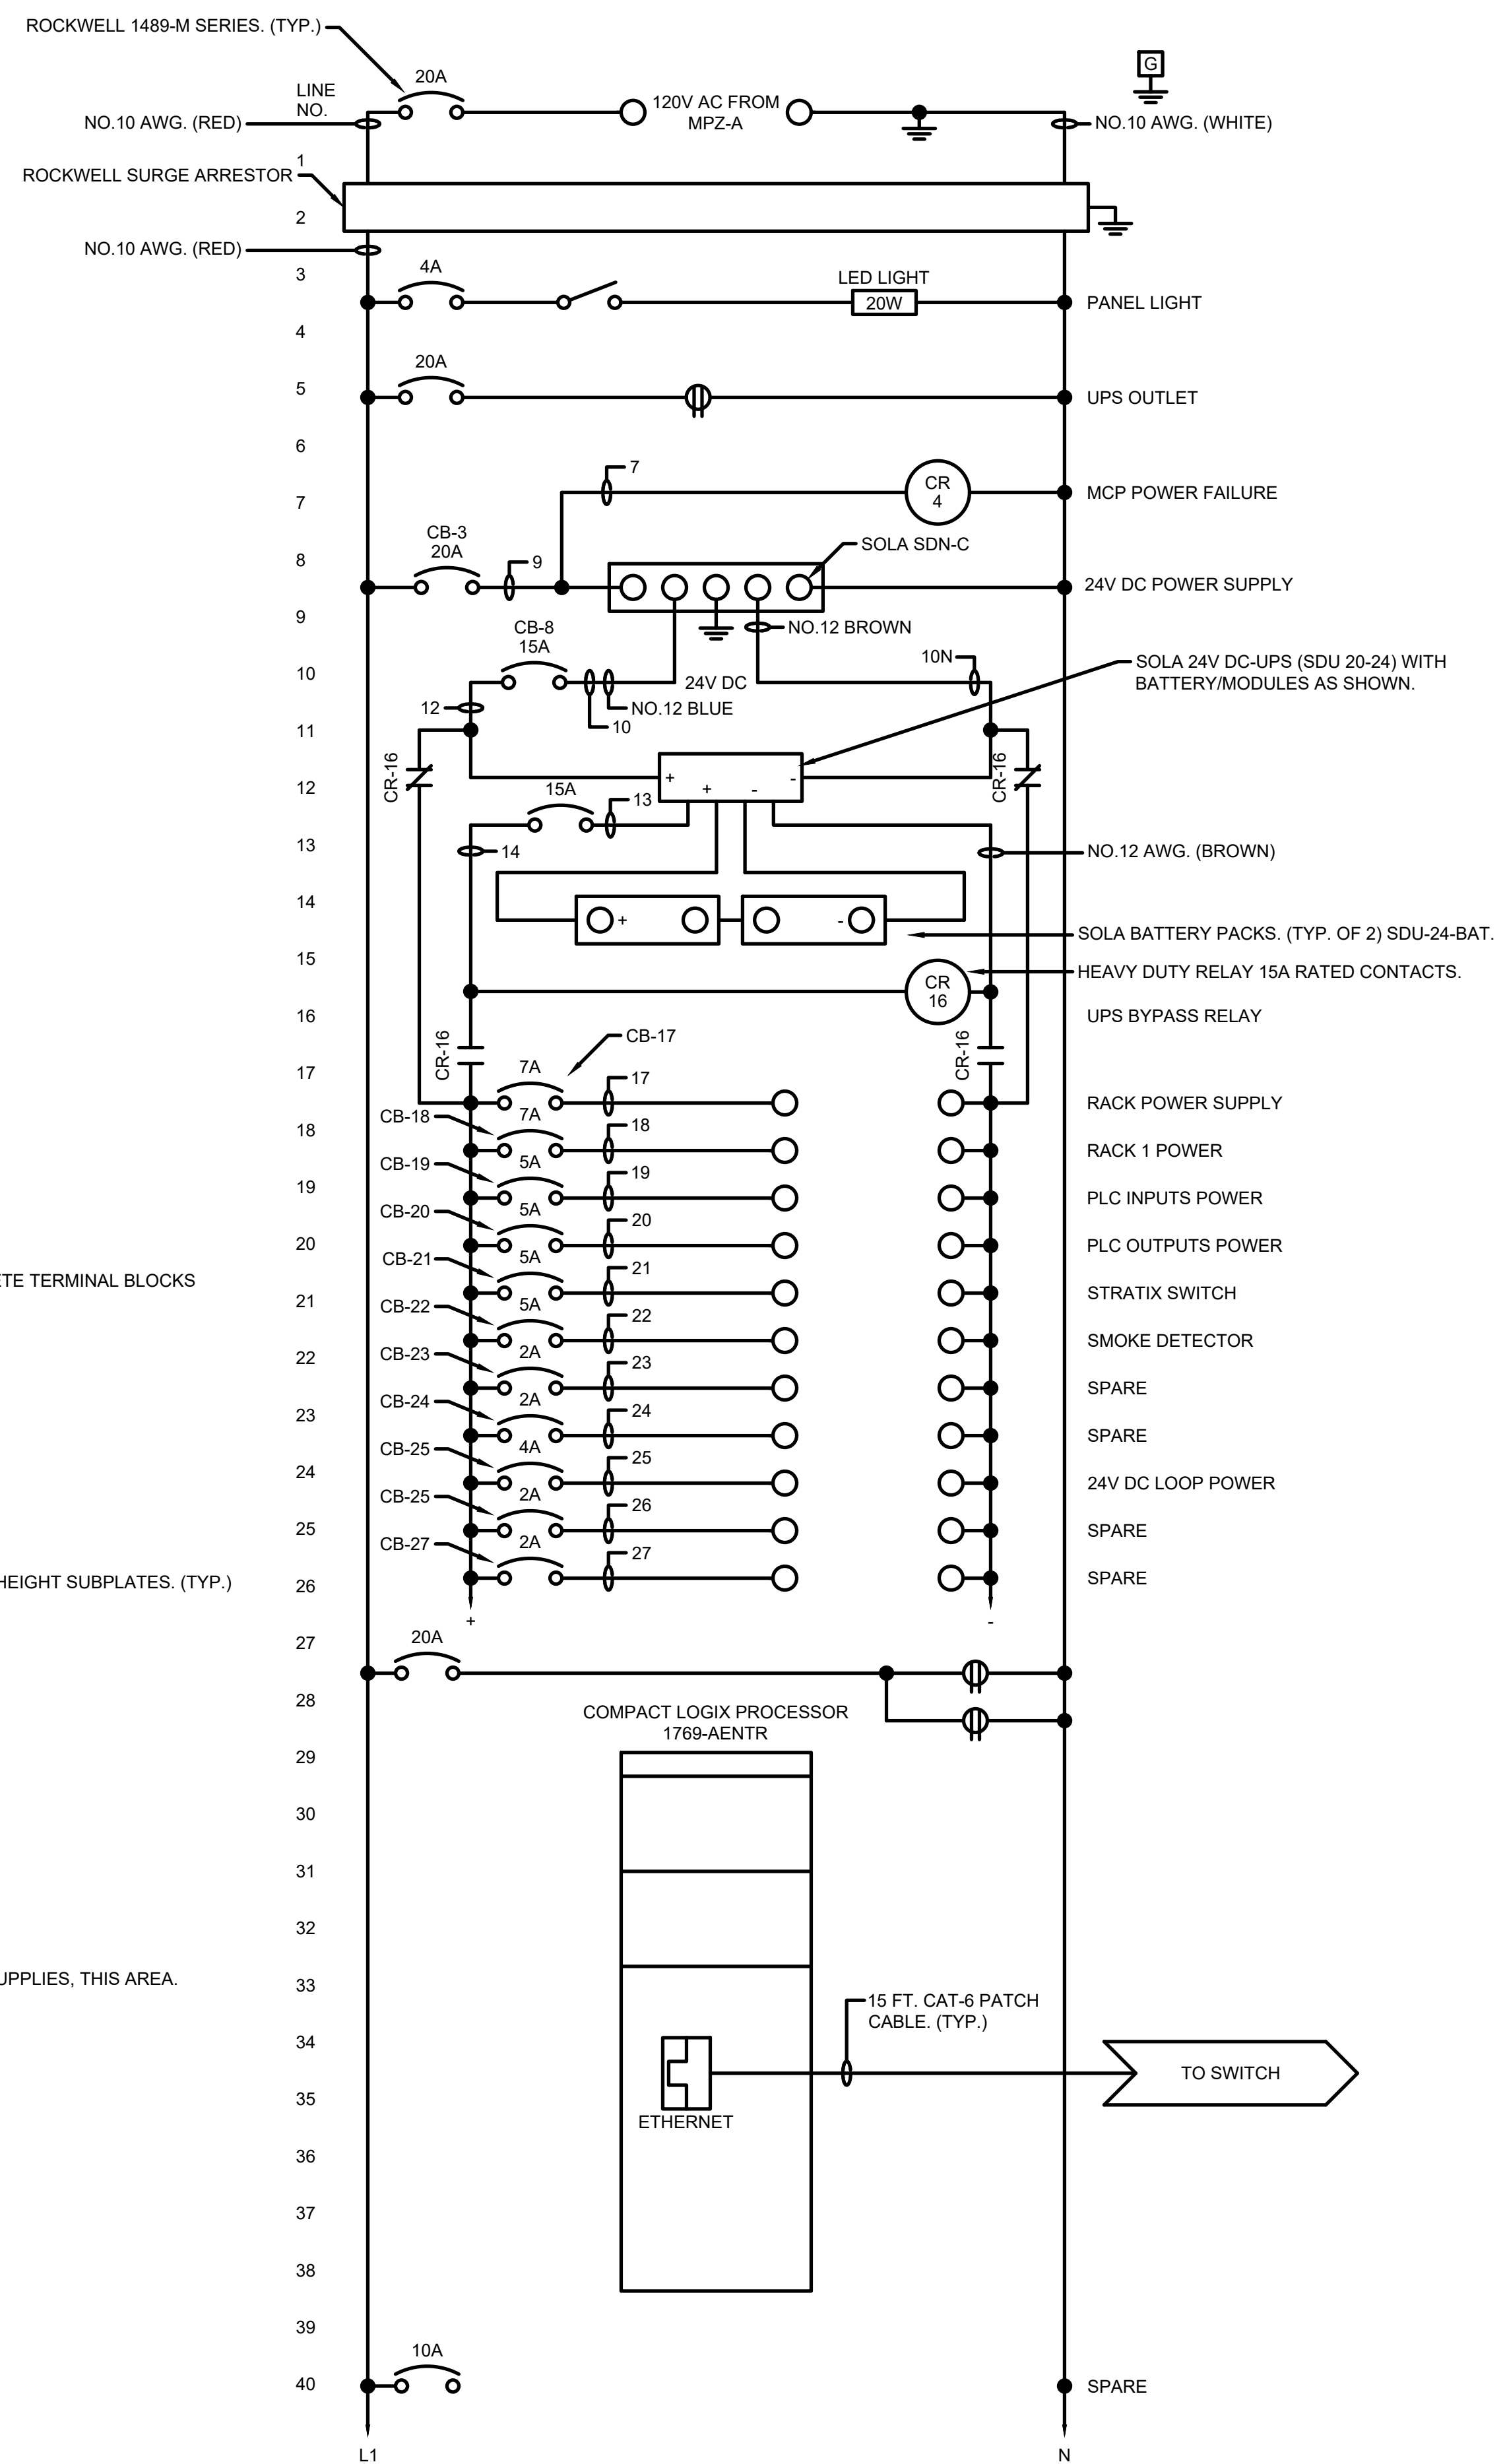 ROCKWELL 1489-M SERIES. (TYP.)
20A
G
LINE
NO.
120V AC FROM
MPZ-A
NO.10 AWG. (RED)
NO.10 AWG. (WHITE)
1
ROCKWELL SURGE ARRESTOR
2
NO.10 AWG. (RED)
3
4A
LED LIGHT
20W
PANEL LIGHT
4
20A
5
UPS OUTLET
6
7
CR
4
MCP POWER FAILURE
7
CB-3
20A
SOLA SDN-C
8
9
24V DC POWER SUPPLY
9
CB-8
15A
NO.12 BROWN
10N
SOLA 24V DC-UPS (SDU 20-24) WITH
BATTERY/MODULES AS SHOWN.
10
24V DC
12
NO.12 BLUE
10
11
CR-16
+
+
-
-
CR-16
12
15A
13
13
14
NO.12 AWG. (BROWN)
14
+
-
SOLA BATTERY PACKS. (TYP. OF 2) SDU-24-BAT.
15
HEAVY DUTY RELAY 15A RATED CONTACTS.
CR
16
16
UPS BYPASS RELAY
CR-16
CB-17
CR-16
17
7A
17
RACK POWER SUPPLY
CB-18
7A
18
18
RACK 1 POWER
CB-19
5A
19
19
PLC INPUTS POWER
CB-20
5A
20
20
PLC OUTPUTS POWER
CB-21
5A
21
ETE TERMINAL BLOCKS
21
STRATIX SWITCH
CB-22
5A
22
SMOKE DETECTOR
22
CB-23
2A
23
SPARE
23
CB-24
2A
24
SPARE
24
CB-25
4A
25
24V DC LOOP POWER
25
CB-25
2A
26
SPARE
CB-27
2A
27
HEIGHT SUBPLATES. (TYP.)
26
SPARE
+
-
27
20A
28
COMPACT LOGIX PROCESSOR
1769-AENTR
29
30
31
32
UPPLIES, THIS AREA.
33
15 FT. CAT-6 PATCH
CABLE. (TYP.)
34
TO SWITCH
35
ETHERNET
36
37
38
39
10A
40
SPARE
L1
N